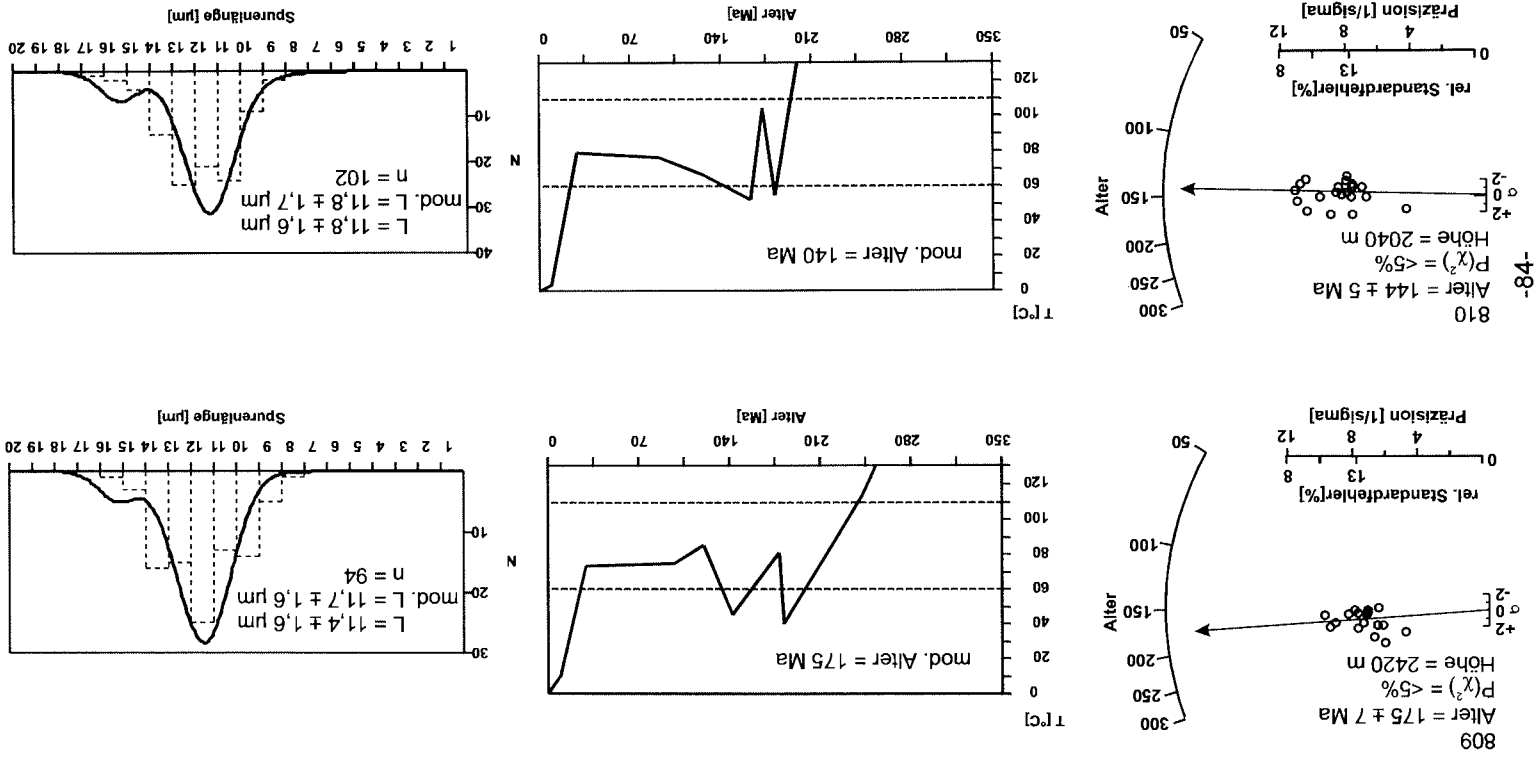 809
Alter = 175 ± 7 Ma
P(χ²) = <5%
Höhe = 2420 m
+2
0
-2
σ
300
250
200
150
100
50
Alter
rel. Standardfehler[%]
13 8
0 4 8 12
Präzision [1/sigma]
T [°C]
0
20
40
60
80
100
120
mod. Alter = 175 Ma
350 280 210 140 70 0
Alter [Ma]
30
20
10
N
L = 11,4 ± 1,6 µm
mod. L = 11,7 ± 1,6 µm
n = 94
1 2 3 4 5 6 7 8 9 10 11 12 13 14 15 16 17 18 19 20
Spurenlänge [µm]
810
Alter = 144 ± 5 Ma
P(χ²) = <5%
Höhe = 2040 m
+2
0
-2
σ
300
250
200
150
100
50
Alter
rel. Standardfehler[%]
13 8
0 4 8 12
Präzision [1/sigma]
T [°C]
0
20
40
60
80
100
120
mod. Alter = 140 Ma
350 280 210 140 70 0
Alter [Ma]
40
30
20
10
N
L = 11,8 ± 1,6 µm
mod. L = 11,8 ± 1,7 µm
n = 102
1 2 3 4 5 6 7 8 9 10 11 12 13 14 15 16 17 18 19 20
Spurenlänge [µm]
-84-